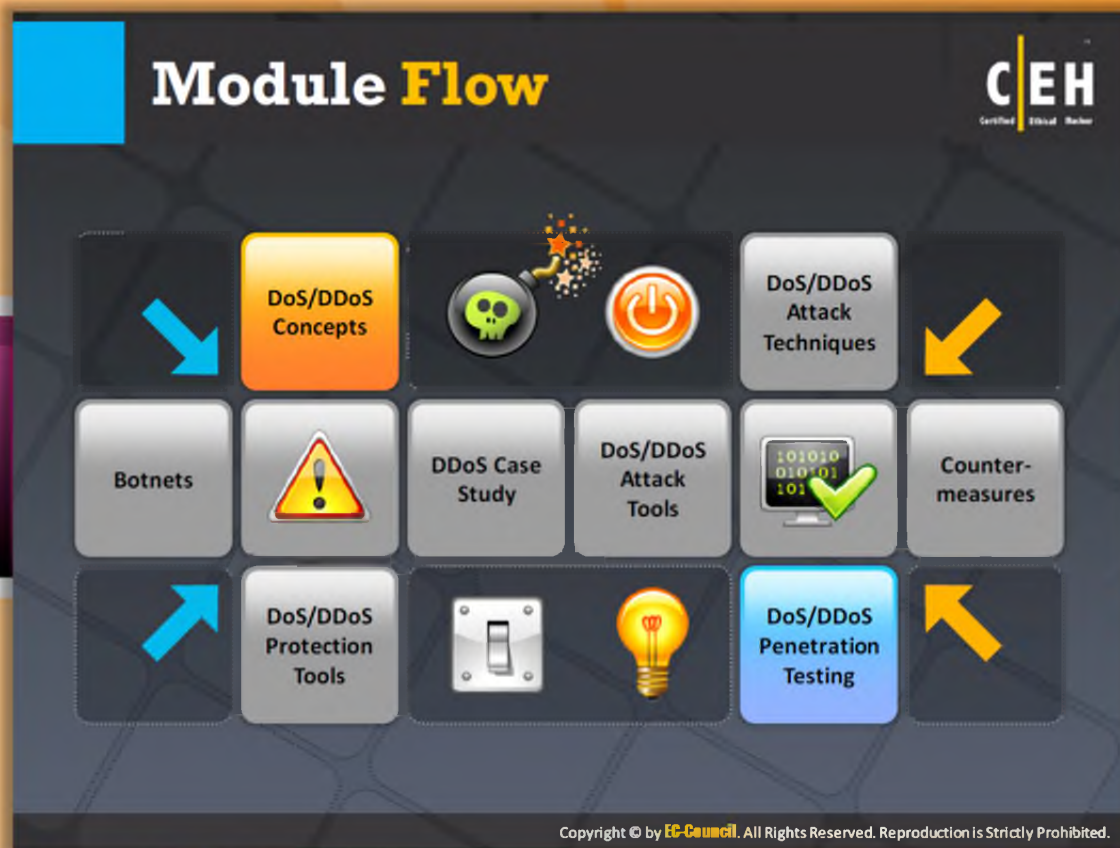 Module Flow
C|EH
Certified Ethical Hacker
DoS/DDoS
Concepts
DoS/DDoS
Attack
Techniques
Botnets
DDoS Case
Study
DoS/DDoS
Attack
Tools
101010
010101
101
Counter-
measures
DoS/DDoS
Protection
Tools
DoS/DDoS
Penetration
Testing
Copyright © by EC-Council. All Rights Reserved. Reproduction is Strictly Prohibited.